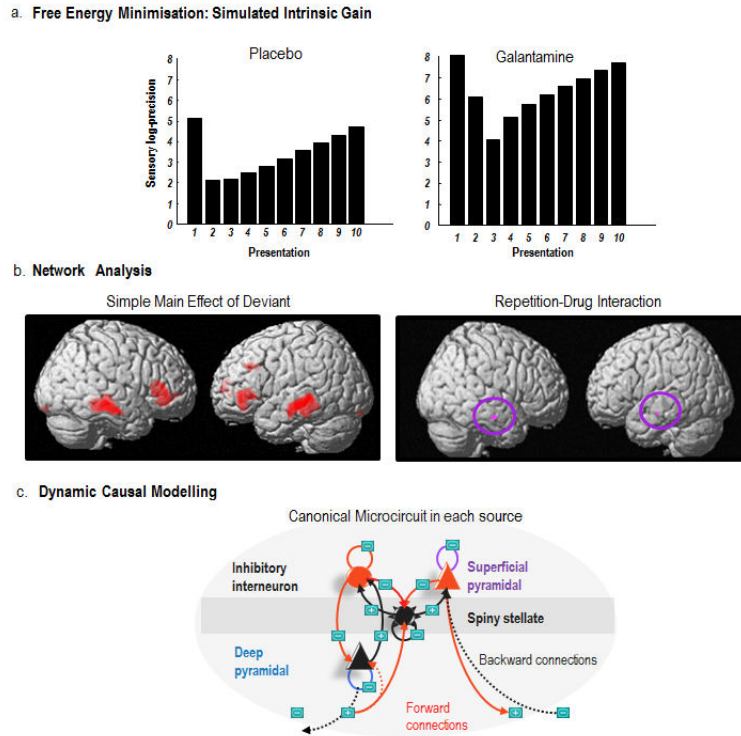 a. Free Energy Minimisation: Simulated Intrinsic Gain
Placebo
Galantamine
Sensory log-precision
8
7
6
5
4
3
2
1
0
1 2 3 4 5 6 7 8 9 10
Presentation
8
7
6
5
4
3
2
1
0
1 2 3 4 5 6 7 8 9 10
Presentation
b. Network Analysis
Simple Main Effect of Deviant
Repetition-Drug Interaction
c. Dynamic Causal Modelling
Canonical Microcircuit in each source
Inhibitory
interneuron
Superficial
pyramidal
Spiny stellate
Deep
pyramidal
Backward connections
Forward
connections